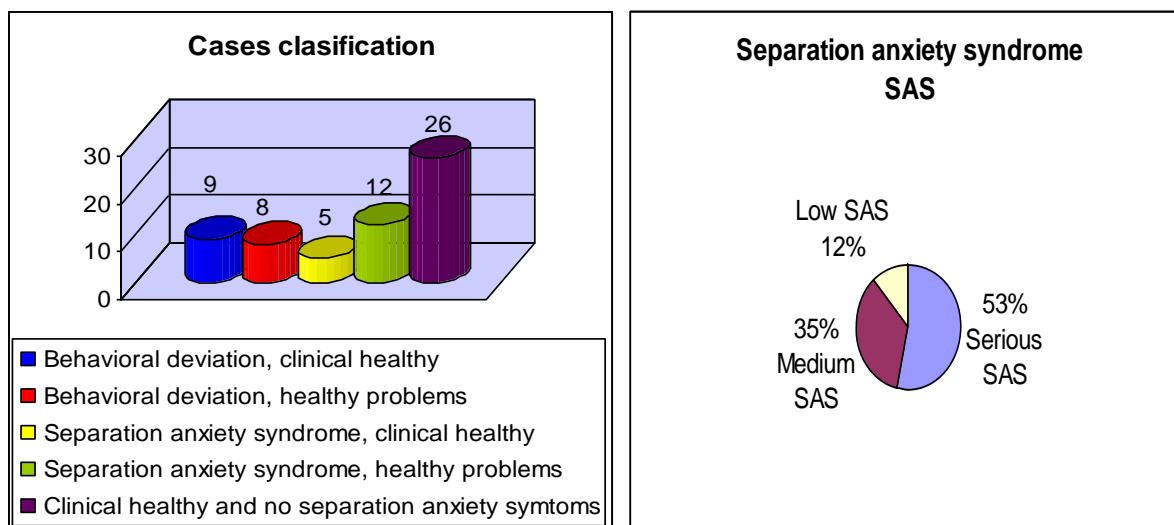 Cases clasification
26
9
8
5
12
30
20
10
0
Behavioral deviation, clinical healthy
Behavioral deviation, healthy problems
Separation anxiety syndrome, clinical healthy
Separation anxiety syndrome, healthy problems
Clinical healthy and no separation anxiety symtoms
Separation anxiety syndrome
SAS
Low SAS
12%
53%
Serious
SAS
35%
Medium
SAS